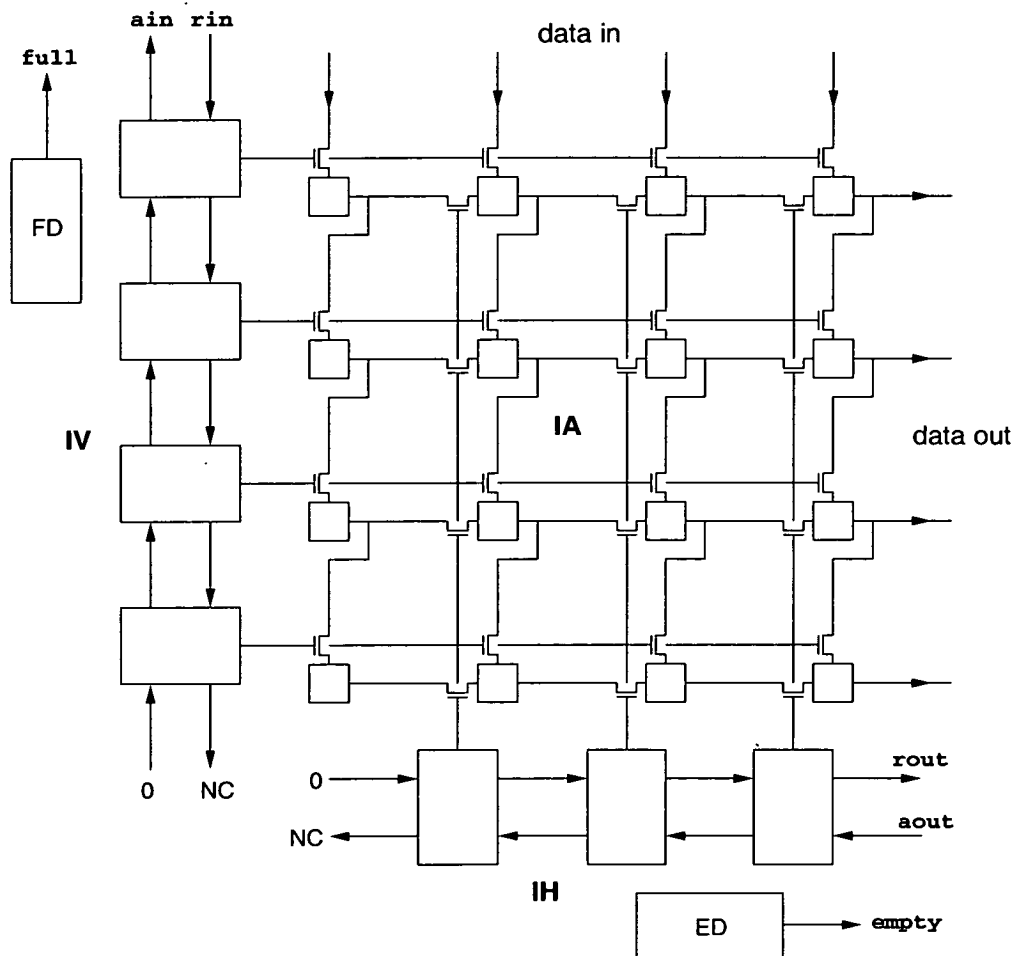 ain rin
data in
full
FD
IV
IA
data out
0 NC
0
rout
NC
aout
IH
ED
empty